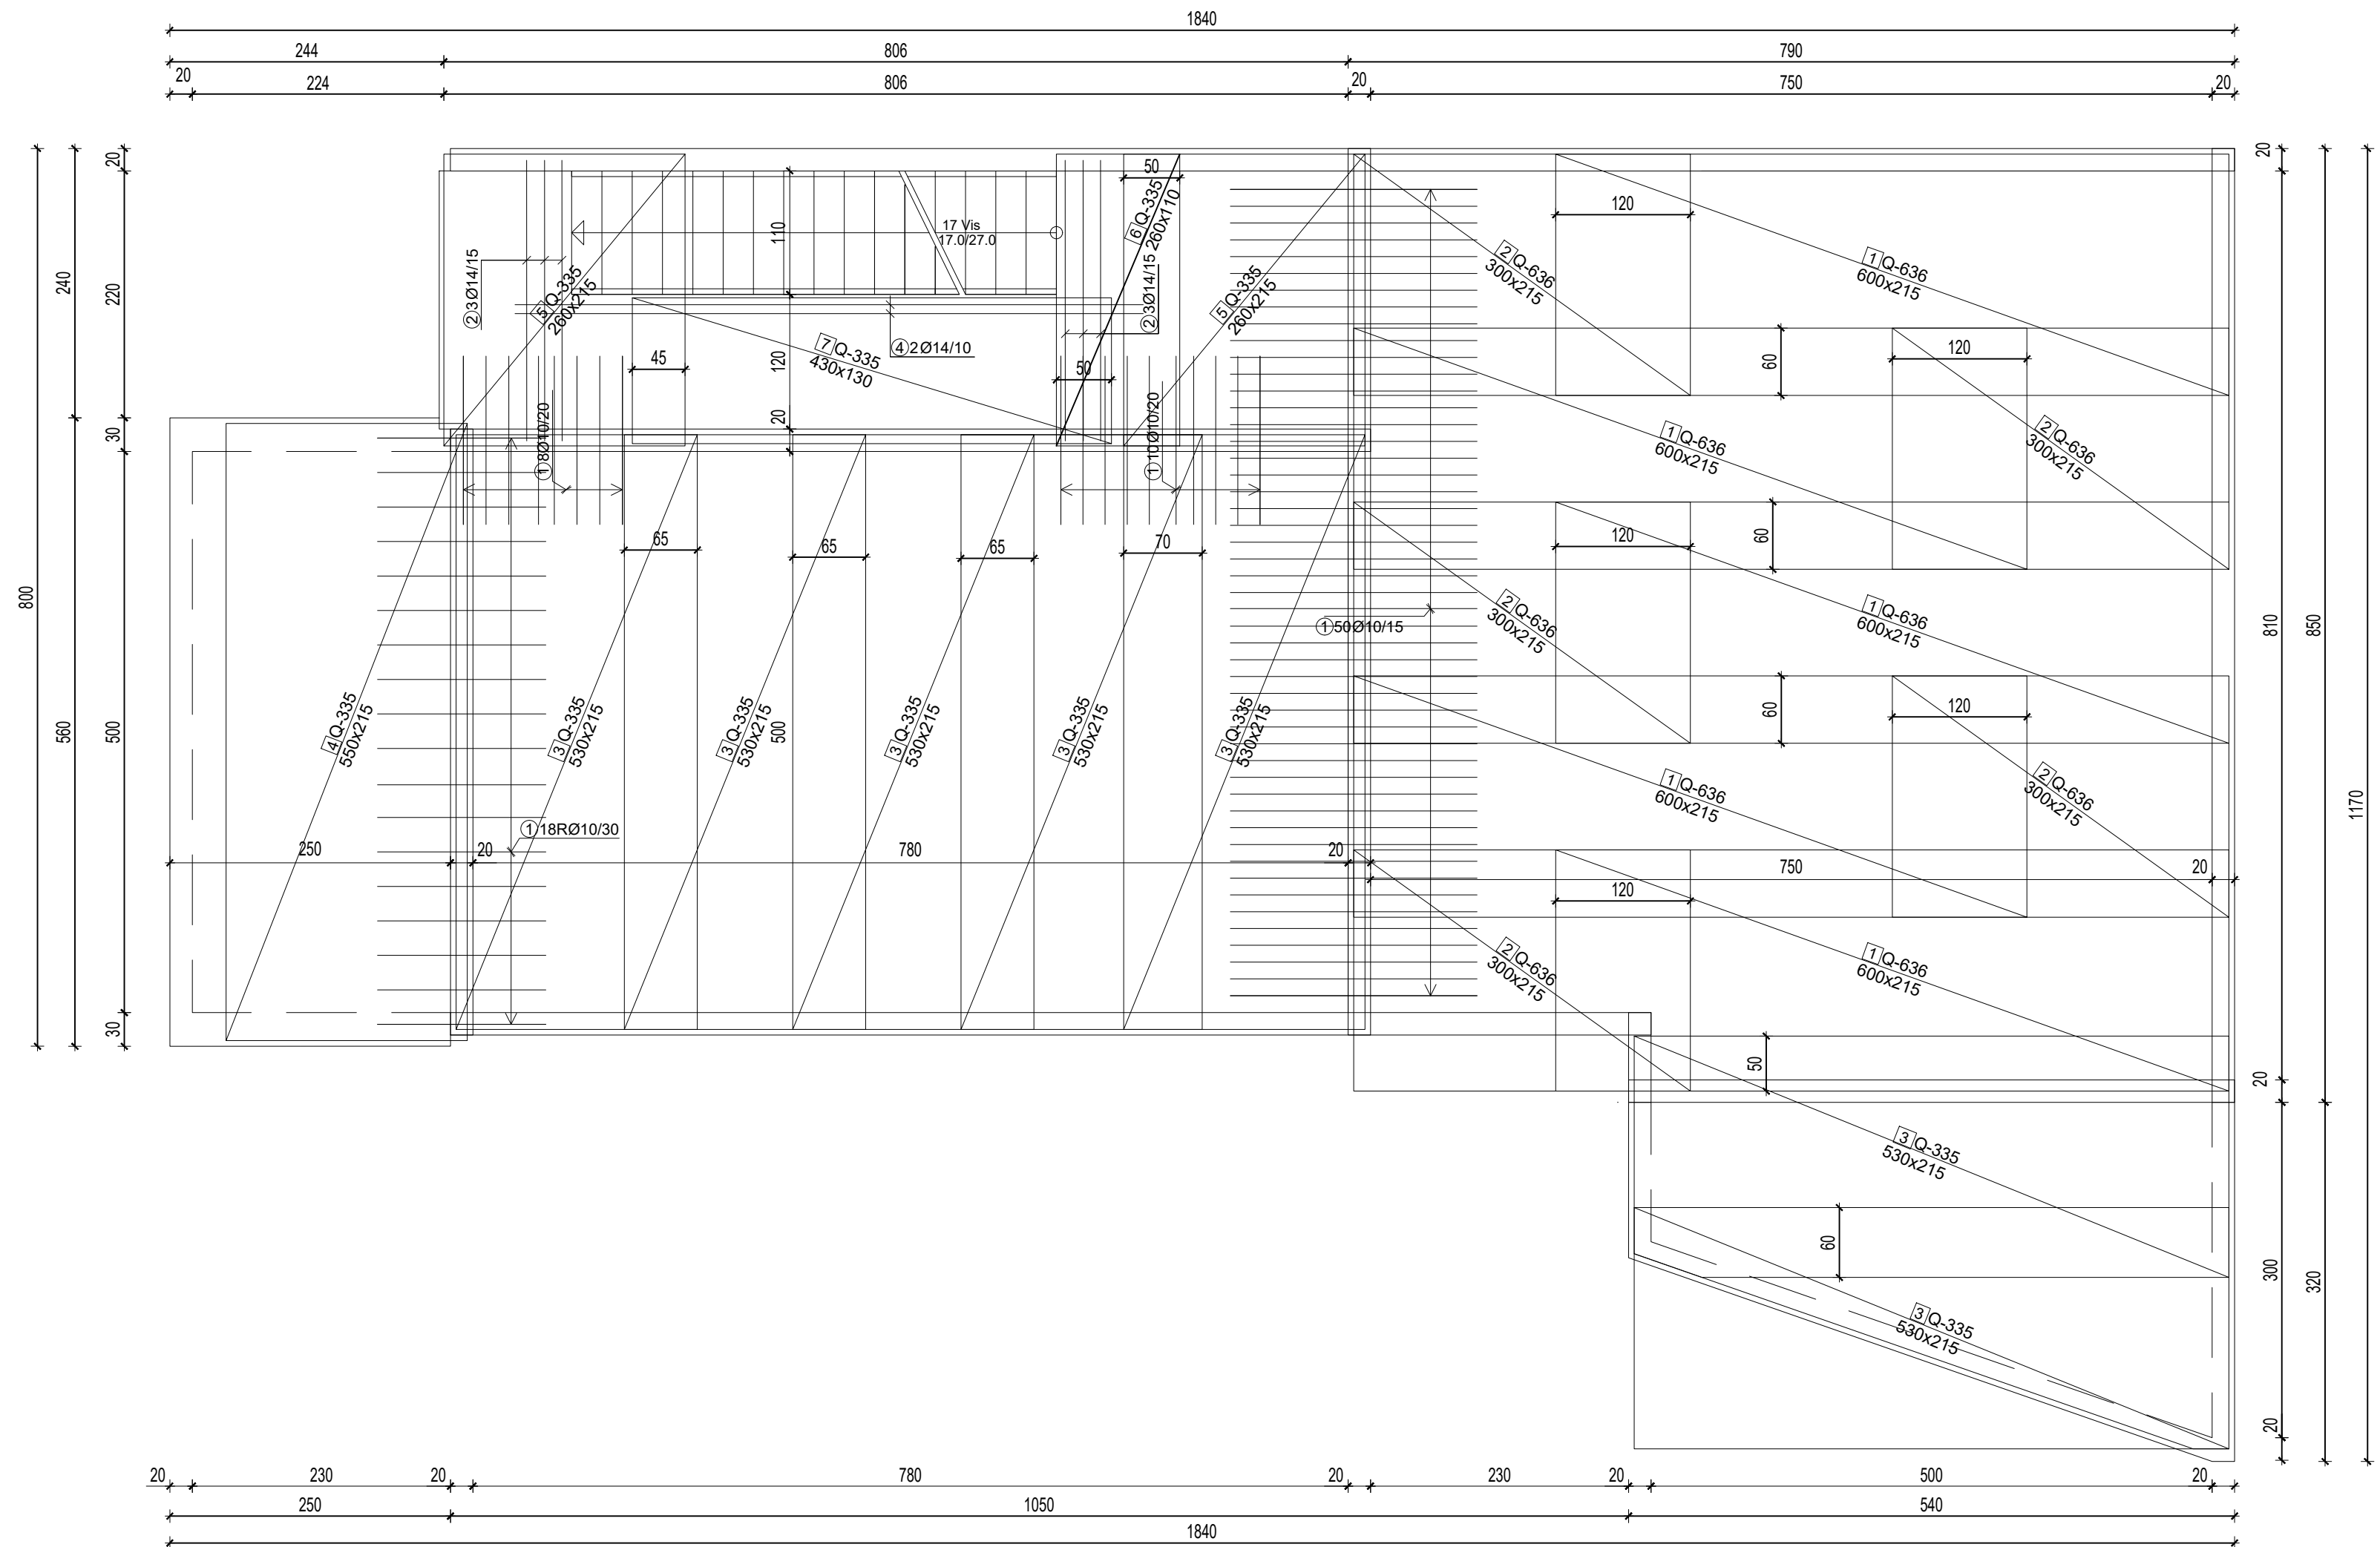 1840
244
806
790
20
224
806
20
750
20
20
50
20
110
17 Vis
17.0/27.0
6 Q-335
260x110
120
2 Q-636
300x215
1 Q-636
600x215
240
220
② 3Ø14/15
5 Q-335
260x215
② 3Ø14/15
5 Q-335
260x215
④ 2Ø14/10
7 Q-335
430x130
45
120
50
60
120
20
30
① 8Ø10/20
① 10Ø10/20
1 Q-636
600x215
2 Q-636
300x215
65
65
65
70
120
60
800
560
500
500
① 50Ø10/15
2 Q-636
300x215
1 Q-636
600x215
810
850
4 Q-335
550x215
3 Q-335
530x215
3 Q-335
530x215
3 Q-335
530x215
3 Q-335
530x215
3 Q-335
530x215
60
120
1 Q-636
600x215
2 Q-636
300x215
1170
① 18RØ10/30
250
20
780
20
750
20
120
2 Q-636
300x215
1 Q-636
600x215
30
50
20
3 Q-335
530x215
60
300
320
3 Q-335
530x215
20
20
230
20
780
20
230
20
500
20
250
1050
540
1840